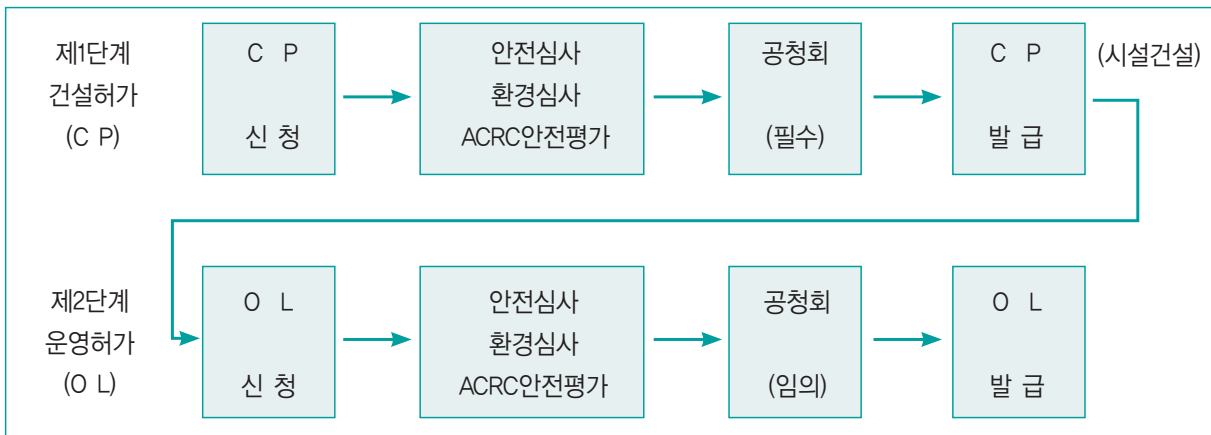 제1단계
건설허가
(C P)
C P
신 청
안전심사
환경심사
ACRC안전평가
공청회
(필수)
C P
발 급
(시설건설)
제2단계
운영허가
(O L)
O L
신 청
안전심사
환경심사
ACRC안전평가
공청회
(임의)
O L
발 급